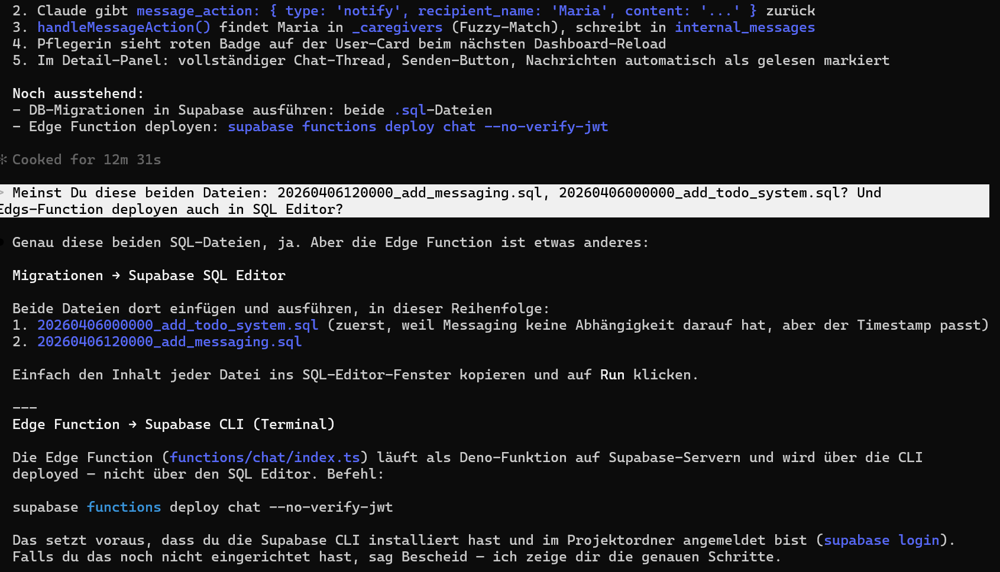 2. Claude gibt message_action: { type: 'notify', recipient_name: 'Maria', content: '...' } zurück
3. handleMessageAction() findet Maria in _caregivers (Fuzzy-Match), schreibt in internal_messages
4. Pflegerin sieht roten Badge auf der User-Card beim nächsten Dashboard-Reload
5. Im Detail-Panel: vollständiger Chat-Thread, Senden-Button, Nachrichten automatisch als gelesen markiert
Noch ausstehend:
- DB-Migrationen in Supabase ausführen: beide .sql-Dateien
- Edge Function deployen: supabase functions deploy chat --no-verify-jwt
* Cooked for 12m 31s
> Meinst Du diese beiden Dateien: 20260406120000_add_messaging.sql, 20260406000000_add_todo_system.sql? Und
Edgs-Function deployen auch in SQL Editor?
● Genau diese beiden SQL-Dateien, ja. Aber die Edge Function ist etwas anderes:
Migrationen → Supabase SQL Editor
Beide Dateien dort einfügen und ausführen, in dieser Reihenfolge:
1. 20260406000000_add_todo_system.sql (zuerst, weil Messaging keine Abhängigkeit darauf hat, aber der Timestamp passt)
2. 20260406120000_add_messaging.sql
Einfach den Inhalt jeder Datei ins SQL-Editor-Fenster kopieren und auf Run klicken.
---
Edge Function → Supabase CLI (Terminal)
Die Edge Function (functions/chat/index.ts) läuft als Deno-Funktion auf Supabase-Servern und wird über die CLI
deployed — nicht über den SQL Editor. Befehl:
supabase functions deploy chat --no-verify-jwt
Das setzt voraus, dass du die Supabase CLI installiert hast und im Projektordner angemeldet bist (supabase login).
Falls du das noch nicht eingerichtet hast, sag Bescheid — ich zeige dir die genauen Schritte.